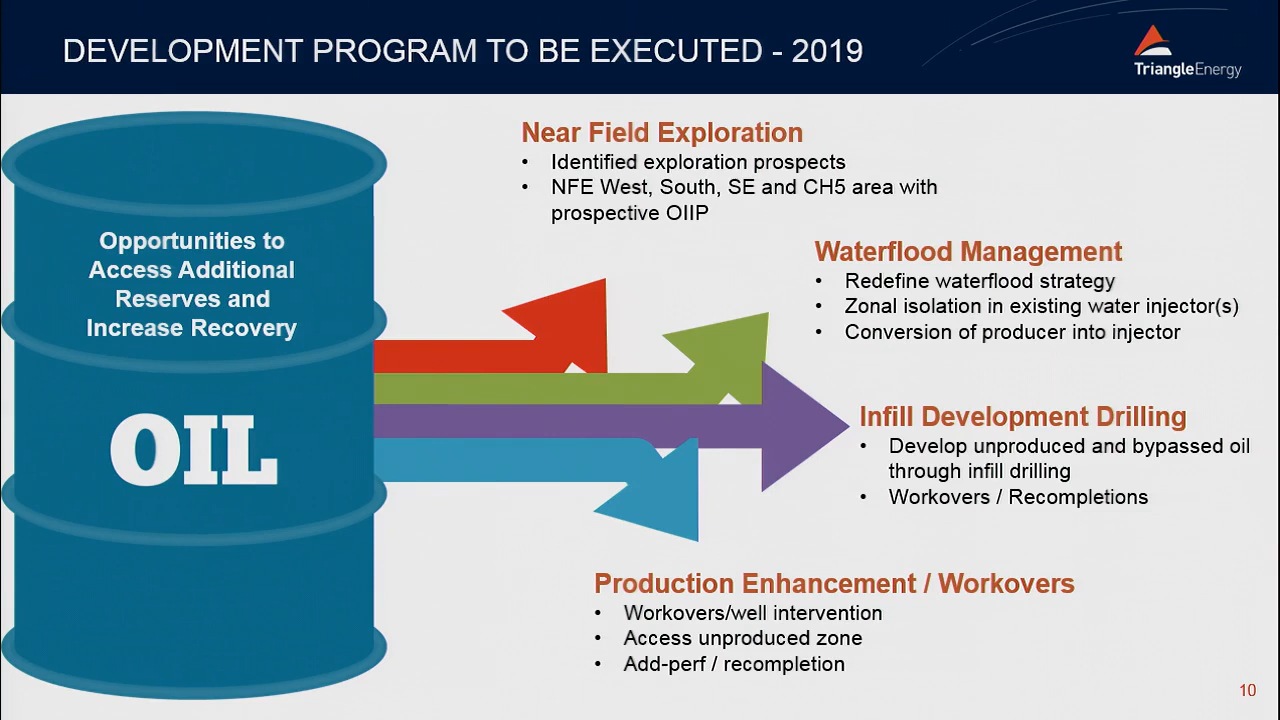 DEVELOPMENT PROGRAM TO BE EXECUTED - 2019
TriangleEnergy
Near Field Exploration
• Identified exploration prospects
• NFE West, South, SE and CH5 area with
prospective OIIP
Opportunities to
Access Additional
Reserves and
Increase Recovery
OIL
Waterflood Management
• Redefine waterflood strategy
• Zonal isolation in existing water injector(s)
• Conversion of producer into injector
Infill Development Drilling
• Develop unproduced and bypassed oil
through infill drilling
• Workovers / Recompletions
Production Enhancement / Workovers
• Workovers/well intervention
• Access unproduced zone
• Add-perf / recompletion
10